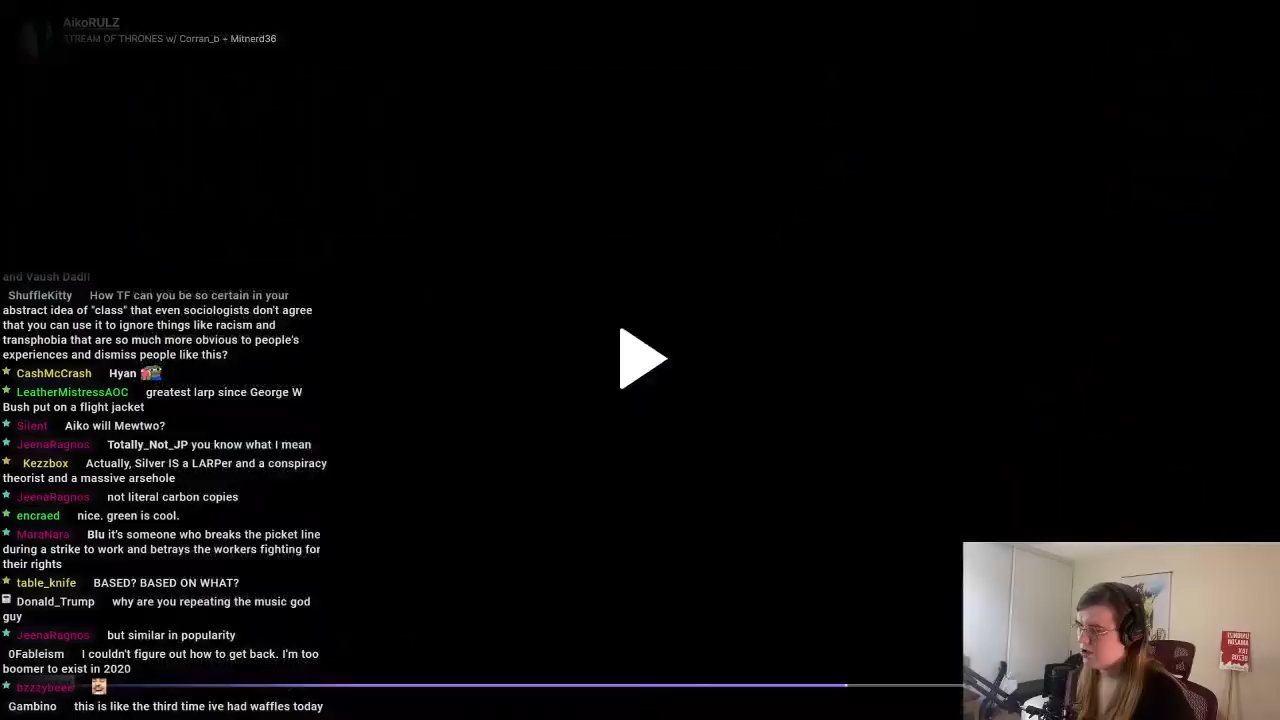 AikoRULZ
STREAM OF THRONES w/ Corran_b + Mitnerd36
and Vaush Dad!!
ShuffleKitty How TF can you be so certain in your
abstract idea of "class" that even sociologists don't agree
that you can use it to ignore things like racism and
transphobia that are so much more obvious to people's
experiences and dismiss people like this?
CashMcCrash Hyan
LeatherMistressAOC greatest larp since George W
Bush put on a flight jacket
Silent Aiko will Mewtwo?
JeenaRagnos Totally_Not_JP you know what I mean
Kezzbox Actually, Silver IS a LARPer and a conspiracy
theorist and a massive arsehole
JeenaRagnos not literal carbon copies
encraed nice. green is cool.
MaraNara Blu it's someone who breaks the picket line
during a strike to work and betrays the workers fighting for
their rights
table_knife BASED? BASED ON WHAT?
Donald_Trump why are you repeating the music god
guy
JeenaRagnos but similar in popularity
0Fableism I couldn't figure out how to get back. I'm too
boomer to exist in 2020
bzzzybeee
Gambino this is like the third time ive had waffles today